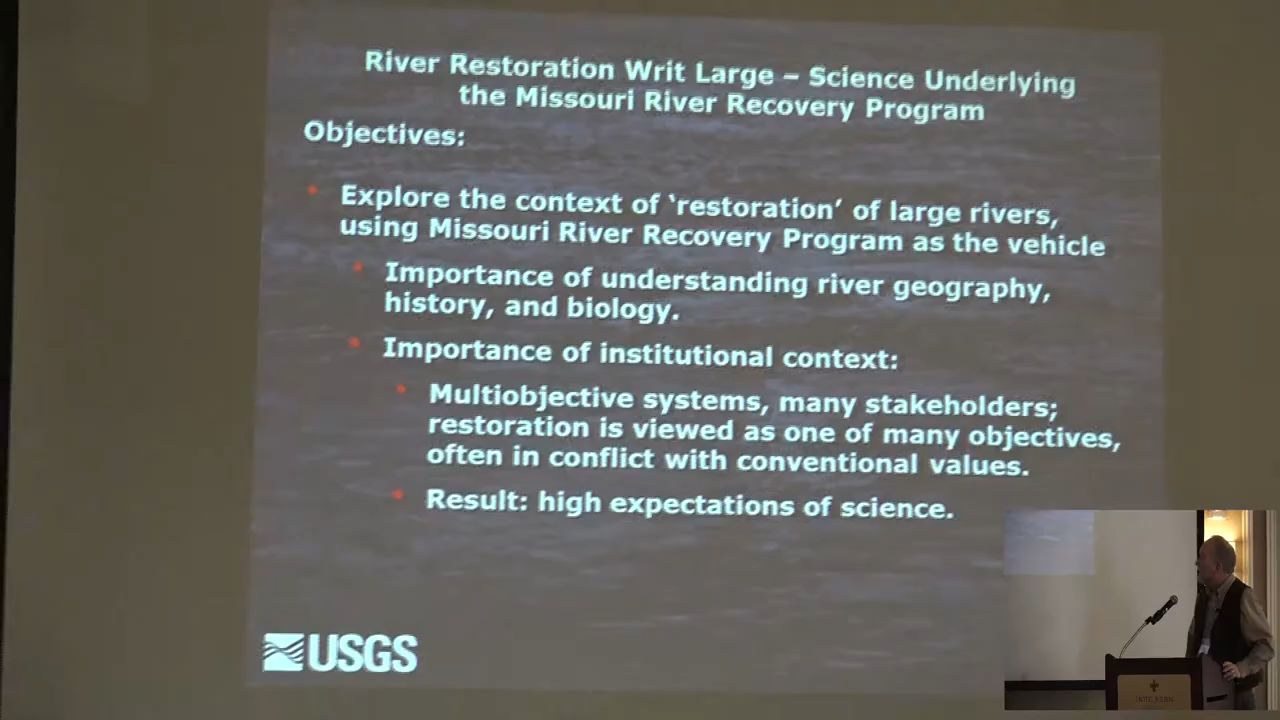 River Restoration Writ Large – Science Underlying
the Missouri River Recovery Program
Objectives:
Explore the context of ‘restoration’ of large rivers,
using Missouri River Recovery Program as the vehicle
Importance of understanding river geography,
history, and biology.
Importance of institutional context:
Multiobjective systems, many stakeholders;
restoration is viewed as one of many objectives,
often in conflict with conventional values.
Result: high expectations of science.
USGS